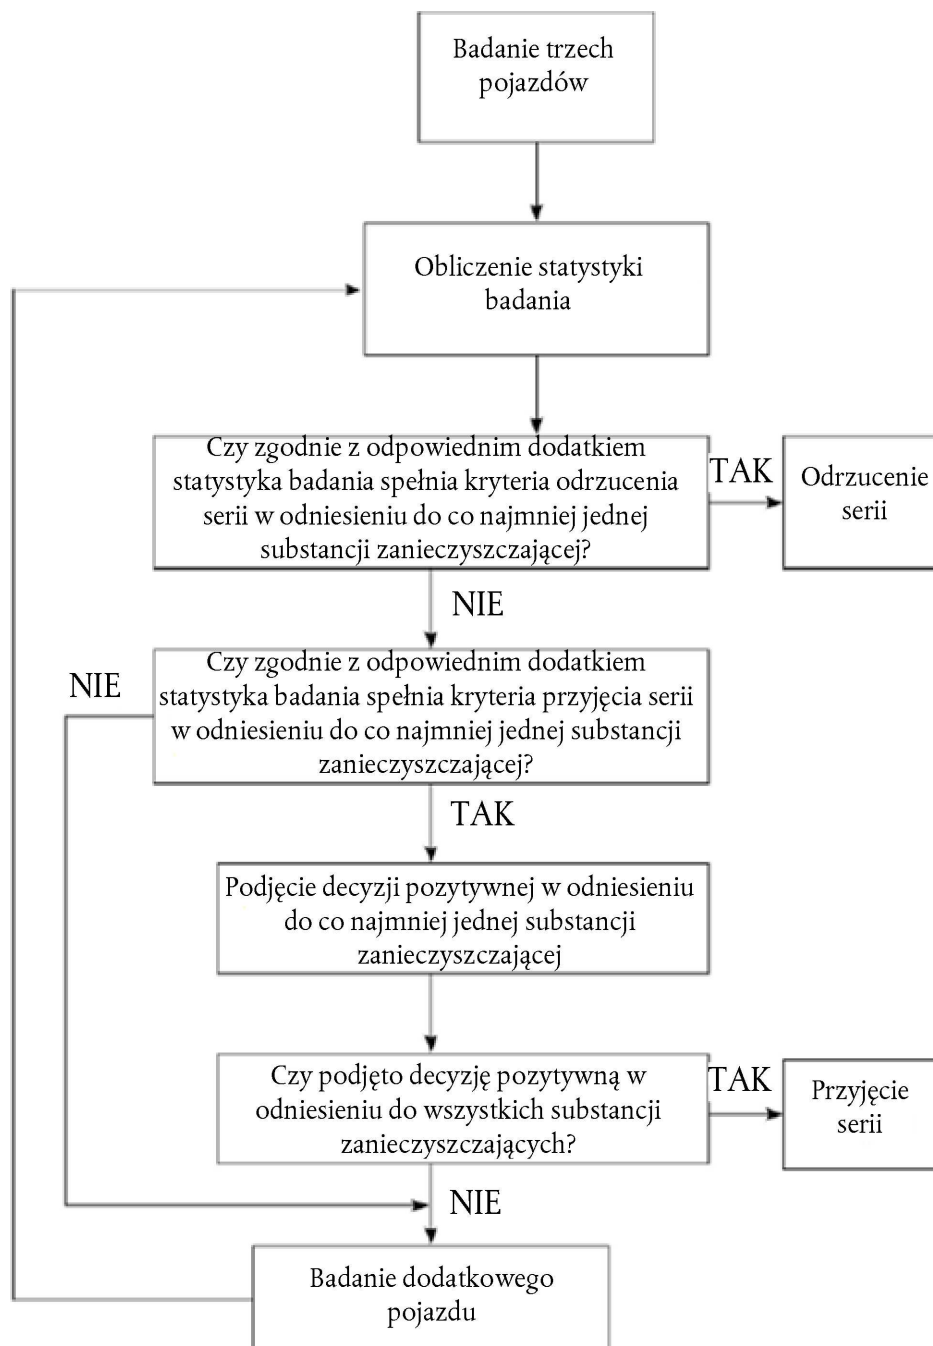 Badanie trzech
pojazdów
Obliczenie statystyki
badania
Czy zgodnie z odpowiednim dodatkiem
statystyka badania spełnia kryteria odrzucenia
serii w odniesieniu do co najmniej jednej
substancji zanieczyszczającej?
TAK
Odrzucenie
serii
NIE
Czy zgodnie z odpowiednim dodatkiem
statystyka badania spełnia kryteria przyjęcia serii
w odniesieniu do co najmniej jednej substancji
zanieczyszczającej?
NIE
TAK
Podjęcie decyzji pozytywnej w odniesieniu
do co najmniej jednej substancji
zanieczyszczającej
Czy podjęto decyzję pozytywną w
odniesieniu do wszystkich substancji
zanieczyszczających?
TAK
Przyjęcie
serii
NIE
Badanie dodatkowego
pojazdu